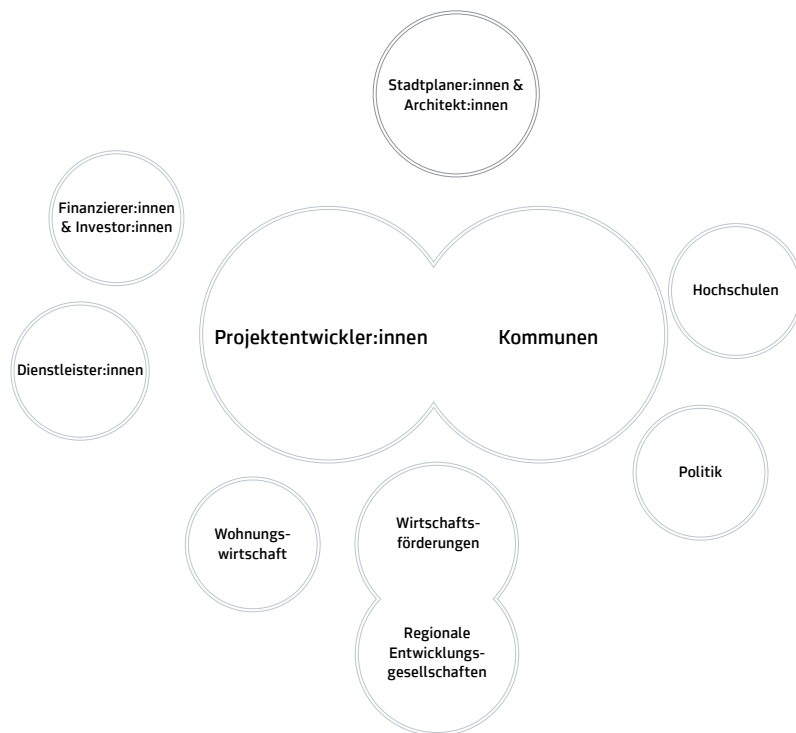 Stadtplaner:innen &
Architekt:innen
Finanzierer:innen
& Investor:innen
Hochschulen
Projektentwickler:innen
Kommunen
Dienstleister:innen
Politik
Wohnungs-
wirtschaft
Wirtschafts-
förderungen
Regionale
Entwicklungs-
gesellschaften